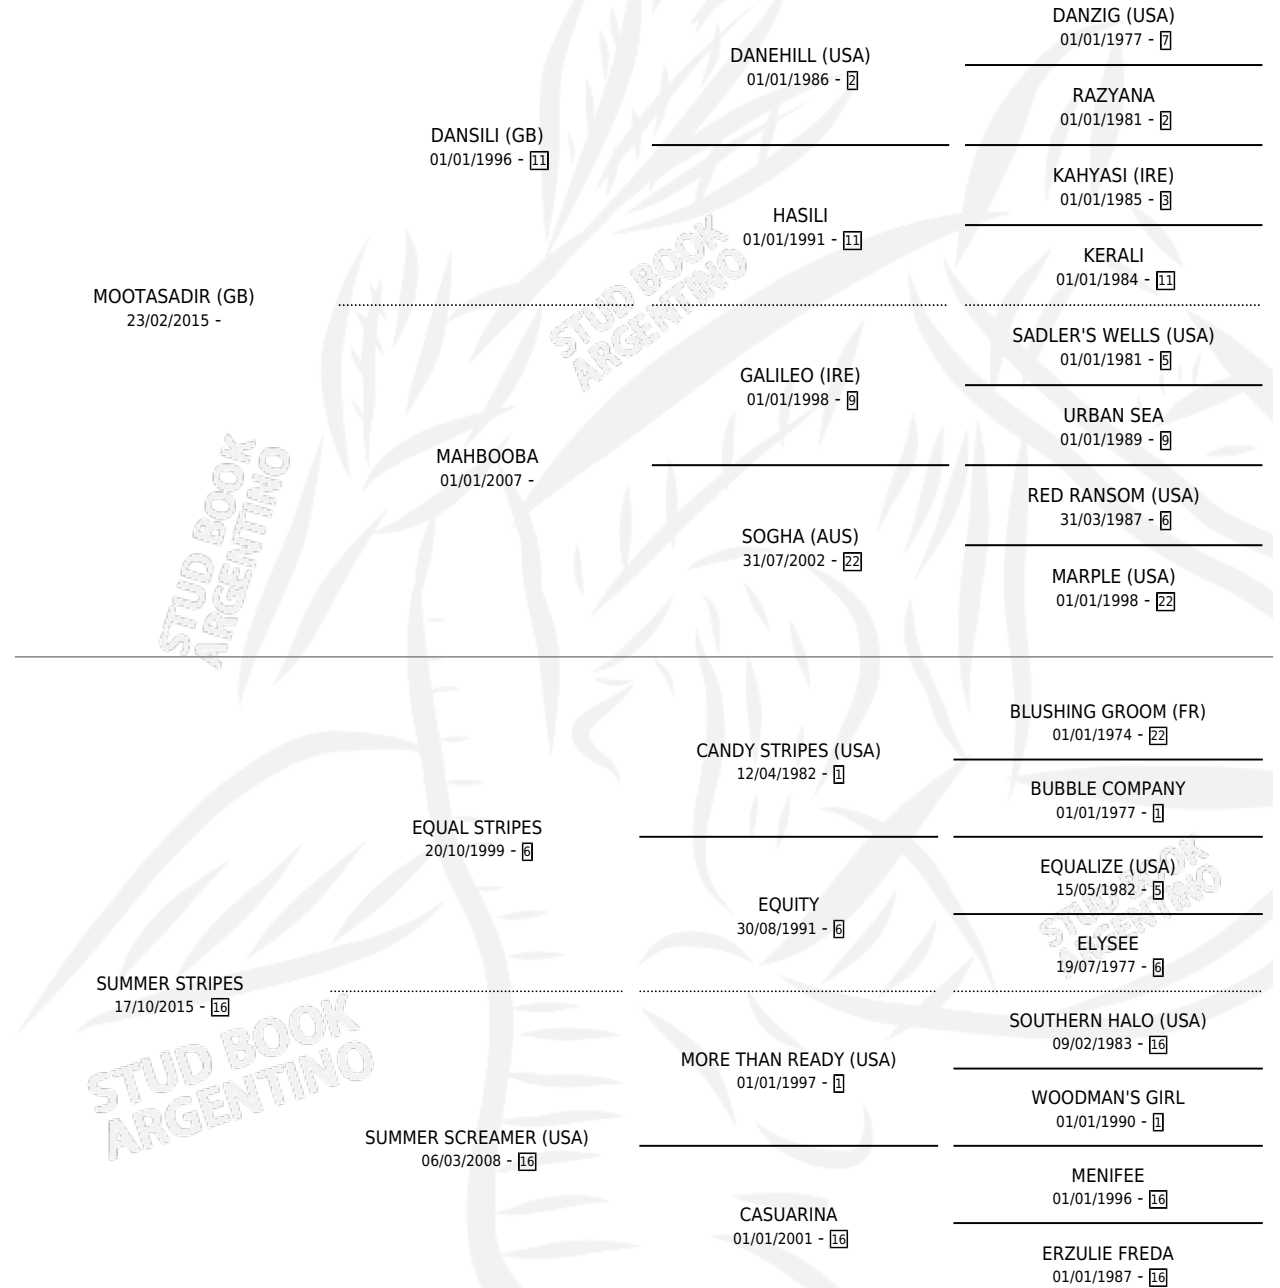 DANZIG (USA)
01/01/1977 - 7
DANEHILL (USA)
01/01/1986 - 2
RAZYANA
01/01/1981 - 2
DANSILI (GB)
01/01/1996 - 11
KAHYASI (IRE)
01/01/1985 - 3
HASILI
01/01/1991 - 11
KERALI
01/01/1984 - 11
MOOTASADIR (GB)
23/02/2015 -
SADLER'S WELLS (USA)
01/01/1981 - 5
GALILEO (IRE)
01/01/1998 - 9
URBAN SEA
01/01/1989 - 9
MAHBOOBA
01/01/2007 -
RED RANSOM (USA)
31/03/1987 - 6
SOGHA (AUS)
31/07/2002 - 22
MARPLE (USA)
01/01/1998 - 22
BLUSHING GROOM (FR)
01/01/1974 - 22
CANDY STRIPES (USA)
12/04/1982 - 1
BUBBLE COMPANY
01/01/1977 - 1
EQUAL STRIPES
20/10/1999 - 6
EQUALIZE (USA)
15/05/1982 - 5
EQUITY
30/08/1991 - 6
ELYSEE
19/07/1977 - 6
SUMMER STRIPES
17/10/2015 - 16
SOUTHERN HALO (USA)
09/02/1983 - 16
MORE THAN READY (USA)
01/01/1997 - 1
WOODMAN'S GIRL
01/01/1990 - 1
SUMMER SCREAMER (USA)
06/03/2008 - 16
MENIFEE
01/01/1996 - 16
CASUARINA
01/01/2001 - 16
ERZULIE FREDA
01/01/1987 - 16
STUD BOOK
ARGENTINO
STUD BOOK
ARGENTINO
STUD BOOK
ARGENTINO
STUD BOOK
ARGENTINO